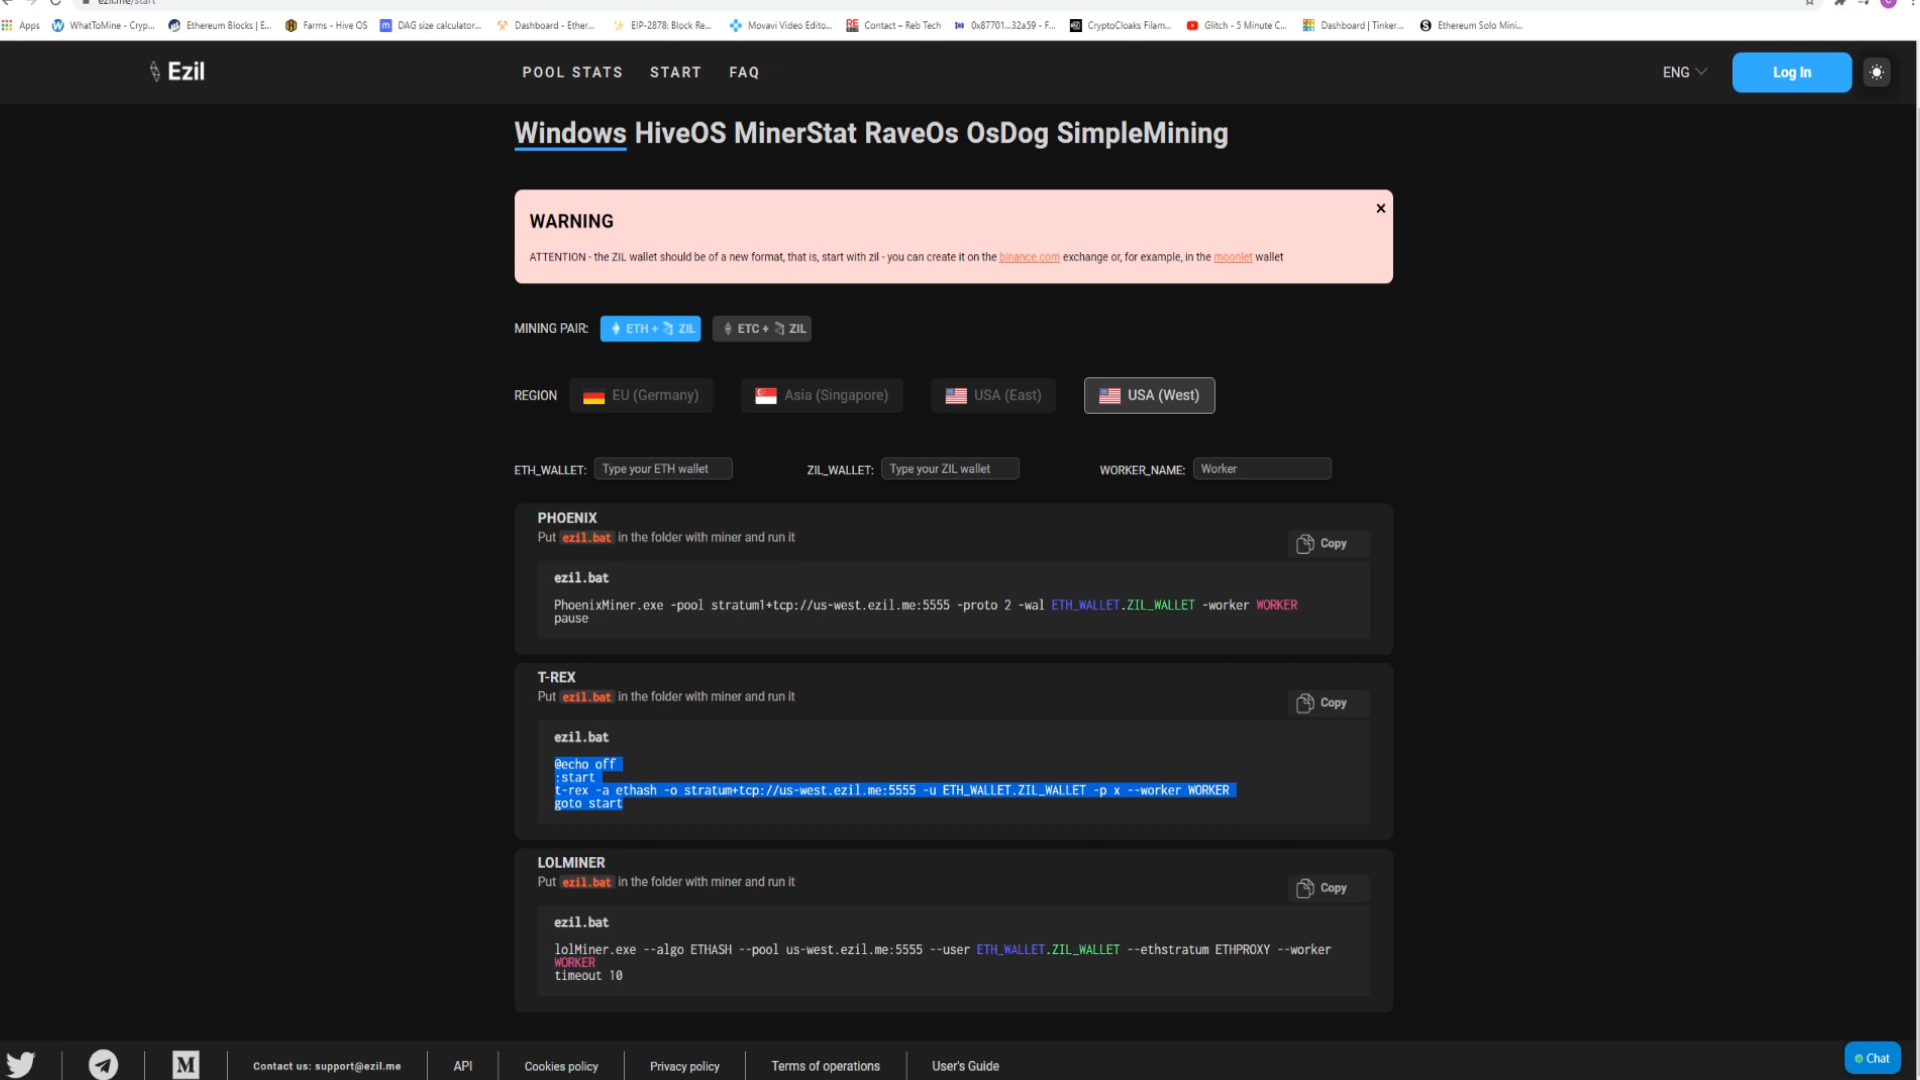 ezil.me/start
Apps WhatToMine - Cryp... Ethereum Blocks | E... Farms - Hive OS DAG size calculator... Dashboard - Ether... EIP-2878: Block Re... Movavi Video Edito... Contact – Reb Tech 0x87701...32a59 - F... CryptoCloaks Filam... Glitch - 5 Minute C... Dashboard | Tinker... Ethereum Solo Mini...
Ezil
POOL STATS START FAQ
ENG
Log In
Windows HiveOS MinerStat RaveOs OsDog SimpleMining
WARNING
ATTENTION - the ZIL wallet should be of a new format, that is, start with zil - you can create it on the binance.com exchange or, for example, in the moonlet wallet
MINING PAIR: ETH + ZIL ETC + ZIL
REGION EU (Germany) Asia (Singapore) USA (East) USA (West)
ETH_WALLET: Type your ETH wallet ZIL_WALLET: Type your ZIL wallet WORKER_NAME: Worker
PHOENIX
Put ezil.bat in the folder with miner and run it
Copy
ezil.bat
PhoenixMiner.exe -pool stratum1+tcp://us-west.ezil.me:5555 -proto 2 -wal ETH_WALLET.ZIL_WALLET -worker WORKER
pause
T-REX
Put ezil.bat in the folder with miner and run it
Copy
ezil.bat
@echo off
:start
t-rex -a ethash -o stratum+tcp://us-west.ezil.me:5555 -u ETH_WALLET.ZIL_WALLET -p x --worker WORKER
goto start
LOLMINER
Put ezil.bat in the folder with miner and run it
Copy
ezil.bat
lolMiner.exe --algo ETHASH --pool us-west.ezil.me:5555 --user ETH_WALLET.ZIL_WALLET --ethstratum ETHPROXY --worker
WORKER
timeout 10
M
Contact us: support@ezil.me API Cookies policy Privacy policy Terms of operations User's Guide
Chat